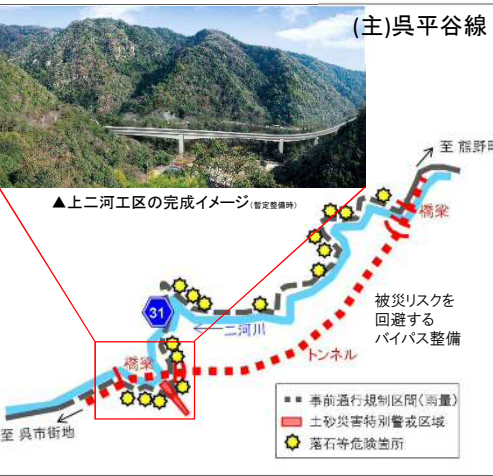 (主)呉平谷線
▲上二河工区の完成イメージ(暫定整備時)
至 熊野町
橋梁
31
二河川
被災リスクを
回避する
バイパス整備
トンネル
橋梁
至 呉市街地
事前通行規制区間(雨量)
土砂災害特別警戒区域
落石等危険箇所